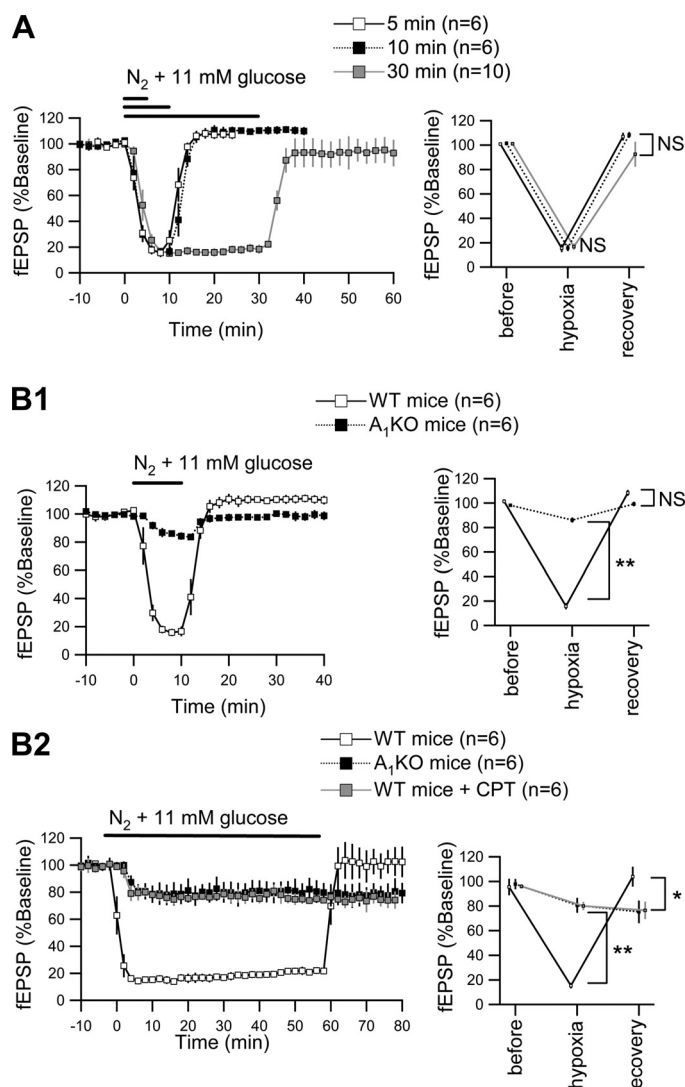 A
5 min (n=6)
10 min (n=6)
30 min (n=10)
N2 + 11 mM glucose
fEPSP (%Baseline)
120
100
80
60
40
20
0
-10 0 10 20 30 40 50 60
Time (min)
fEPSP (%Baseline)
120
100
80
60
40
20
0
NS
NS
before
hypoxia
recovery
B1
WT mice (n=6)
A1KO mice (n=6)
N2 + 11 mM glucose
fEPSP (%Baseline)
120
100
80
60
40
20
0
-10 0 10 20 30 40
Time (min)
fEPSP (%Baseline)
120
100
80
60
40
20
0
NS
**
before
hypoxia
recovery
B2
WT mice (n=6)
A1KO mice (n=6)
WT mice + CPT (n=6)
N2 + 11 mM glucose
fEPSP (%Baseline)
120
100
80
60
40
20
0
-10 0 10 20 30 40 50 60 70 80
Time (min)
fEPSP (%Baseline)
120
100
80
60
40
20
0
*
**
before
hypoxia
recovery